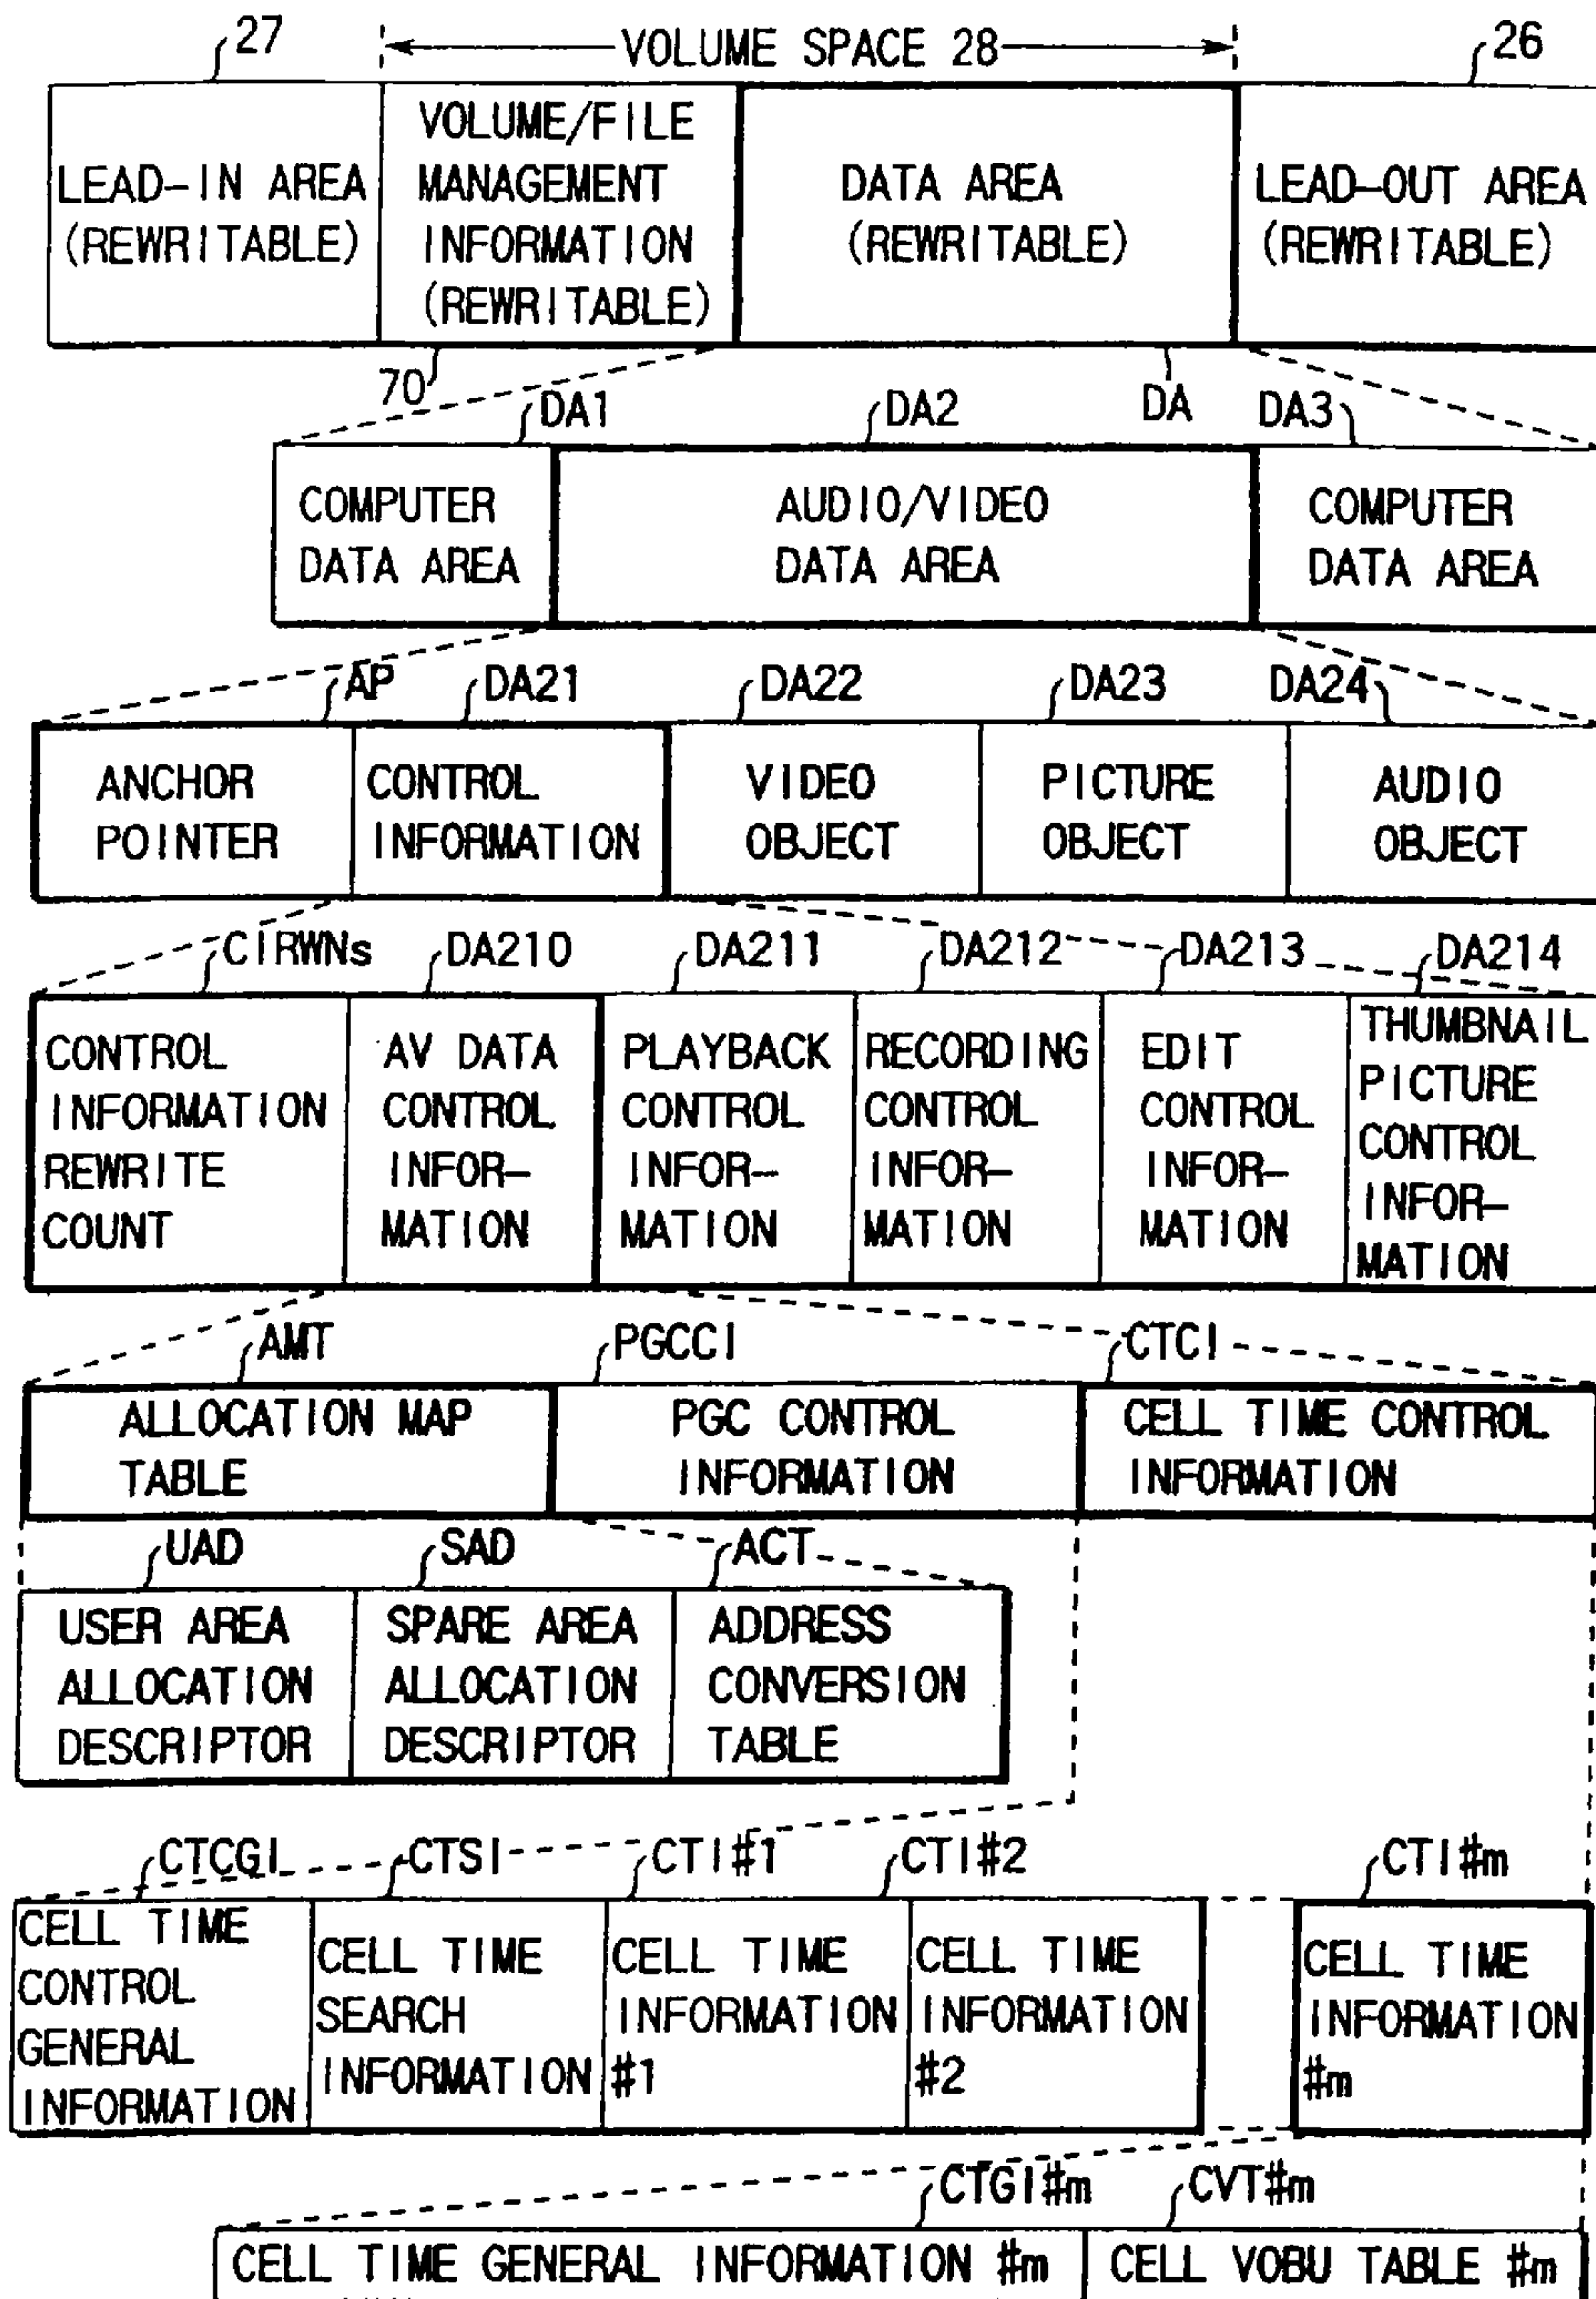 27
VOLUME SPACE 28
26
LEAD-IN AREA
(REWRITABLE)
VOLUME/FILE
MANAGEMENT
INFORMATION
(REWRITABLE)
DATA AREA
(REWRITABLE)
LEAD-OUT AREA
(REWRITABLE)
70
DA
DA1
DA2
DA3
COMPUTER
DATA AREA
AUDIO/VIDEO
DATA AREA
COMPUTER
DATA AREA
AP
DA21
DA22
DA23
DA24
ANCHOR
POINTER
CONTROL
INFORMATION
VIDEO
OBJECT
PICTURE
OBJECT
AUDIO
OBJECT
CIRWNs
DA210
DA211
DA212
DA213
DA214
CONTROL
INFORMATION
REWRITE
COUNT
AV DATA
CONTROL
INFOR-
MATION
PLAYBACK
CONTROL
INFOR-
MATION
RECORDING
CONTROL
INFOR-
MATION
EDIT
CONTROL
INFOR-
MATION
THUMBNAIL
PICTURE
CONTROL
INFOR-
MATION
AMT
PGCCI
CTCI
ALLOCATION MAP
TABLE
PGC CONTROL
INFORMATION
CELL TIME CONTROL
INFORMATION
UAD
SAD
ACT
USER AREA
ALLOCATION
DESCRIPTOR
SPARE AREA
ALLOCATION
DESCRIPTOR
ADDRESS
CONVERSION
TABLE
CTCGI
CTSI
CTI#1
CTI#2
CTI#m
CELL TIME
CONTROL
GENERAL
INFORMATION
CELL TIME
SEARCH
INFORMATION
CELL TIME
INFORMATION
#1
CELL TIME
INFORMATION
#2
CELL TIME
INFORMATION
#m
CTGI#m
CVT#m
CELL TIME GENERAL INFORMATION #m
CELL VOBU TABLE #m